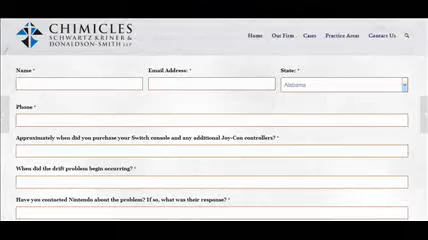 CHIMICLES
SCHWARTZ KRINER &
DONALDSON-SMITH LLP
Home Our Firm Cases Practice Areas Contact Us
Name * Email Address: * State: *
Alabama
Phone *
Approximately when did you purchase your Switch console and any additional Joy-Con controllers? *
When did the drift problem begin occurring? *
Have you contacted Nintendo about the problem? If so, what was their response? *